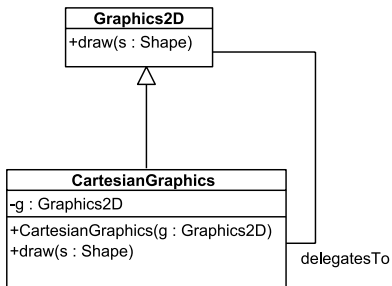 Graphics2D
+draw(s : Shape)
CartesianGraphics
-g : Graphics2D
+CartesianGraphics(g : Graphics2D)
+draw(s : Shape)
delegatesTo